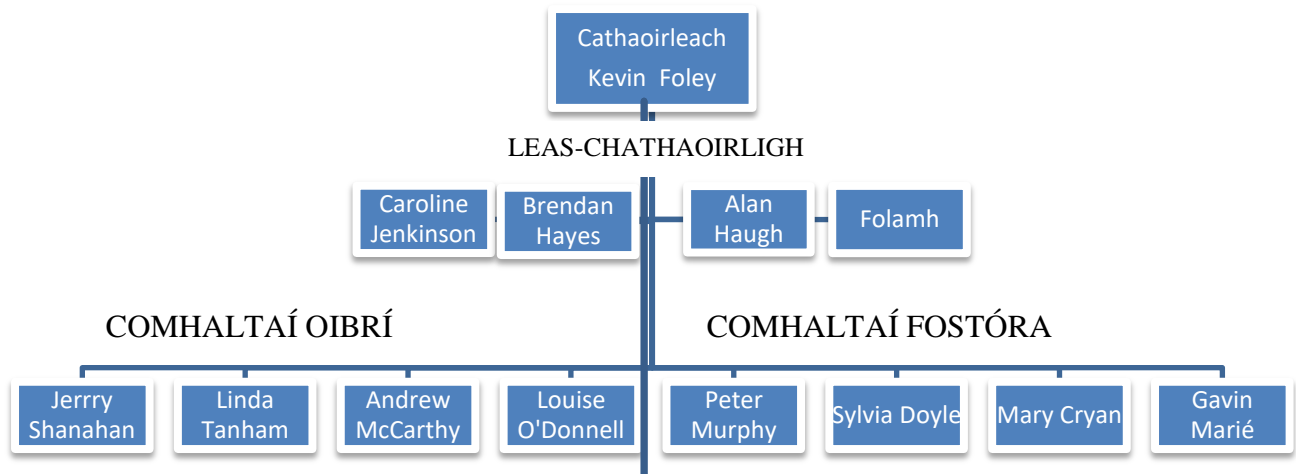 Cathaoirleach
Kevin Foley
LEAS-CHATHAOIRLIGH
Caroline
Jenkinson
Brendan
Hayes
Alan
Haugh
Folamh
COMHALTAÍ OIBRÍ
COMHALTAÍ FOSTÓRA
Jerrry
Shanahan
Linda
Tanham
Andrew
McCarthy
Louise
O'Donnell
Peter
Murphy
Sylvia Doyle
Mary Cryan
Gavin
Marié